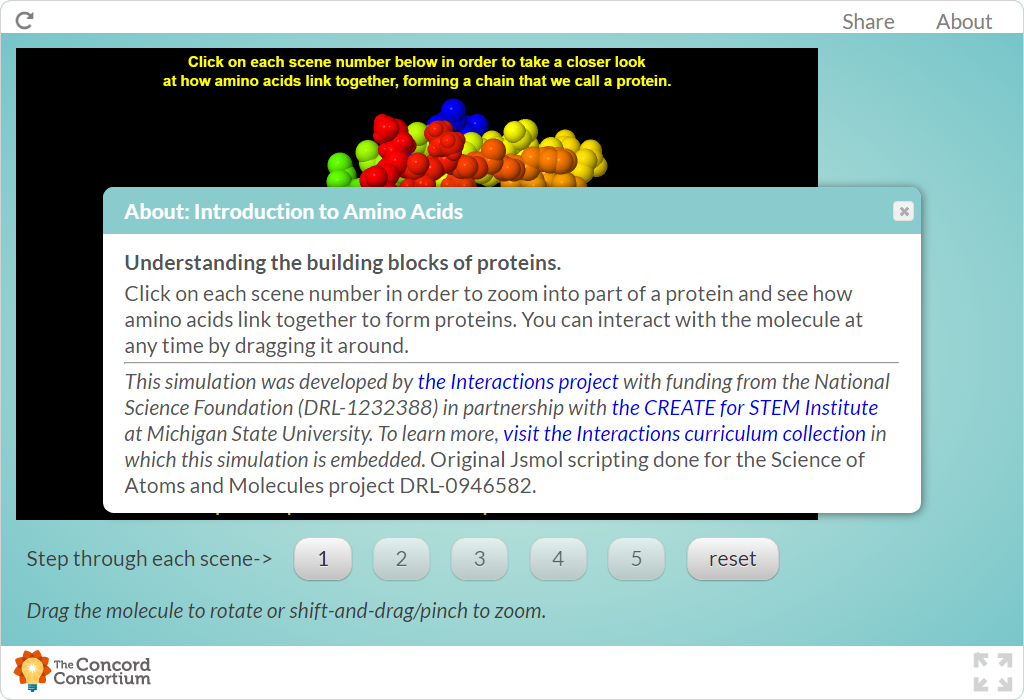 Share About
Click on each scene number below in order to take a closer look
at how amino acids link together, forming a chain that we call a protein.
About: Introduction to Amino Acids
Understanding the building blocks of proteins.
Click on each scene number in order to zoom into part of a protein and see how
amino acids link together to form proteins. You can interact with the molecule at
any time by dragging it around.
This simulation was developed by the Interactions project with funding from the National
Science Foundation (DRL-1232388) in partnership with the CREATE for STEM Institute
at Michigan State University. To learn more, visit the Interactions curriculum collection in
which this simulation is embedded. Original Jsmol scripting done for the Science of
Atoms and Molecules project DRL-0946582.
Step through each scene-> 1 2 3 4 5 reset
Drag the molecule to rotate or shift-and-drag/pinch to zoom.
The Concord
Consortium